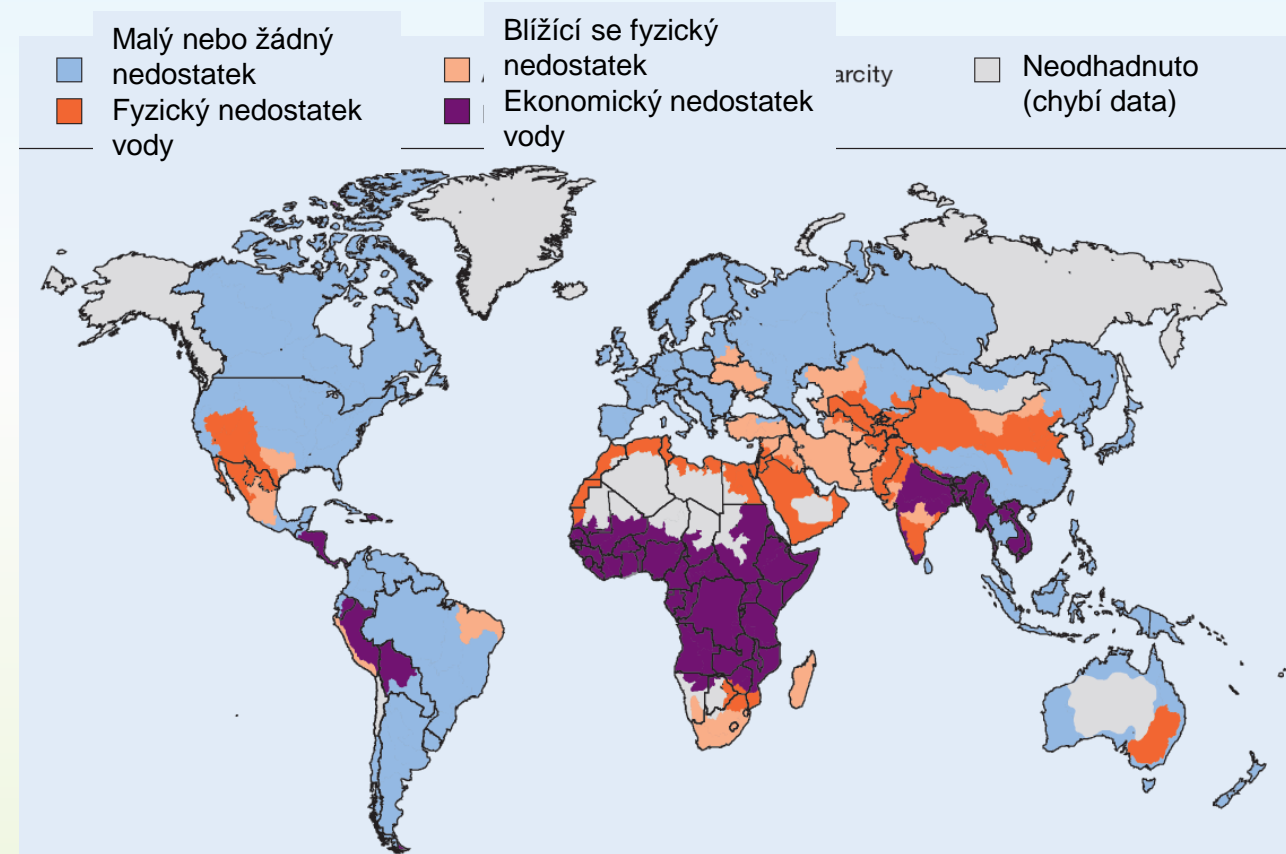 Malý nebo žádný
nedostatek
Fyzický nedostatek
vody
Blížící se fyzický
nedostatek
arcity
Ekonomický nedostatek
vody
Neodhadnuto
(chybí data)